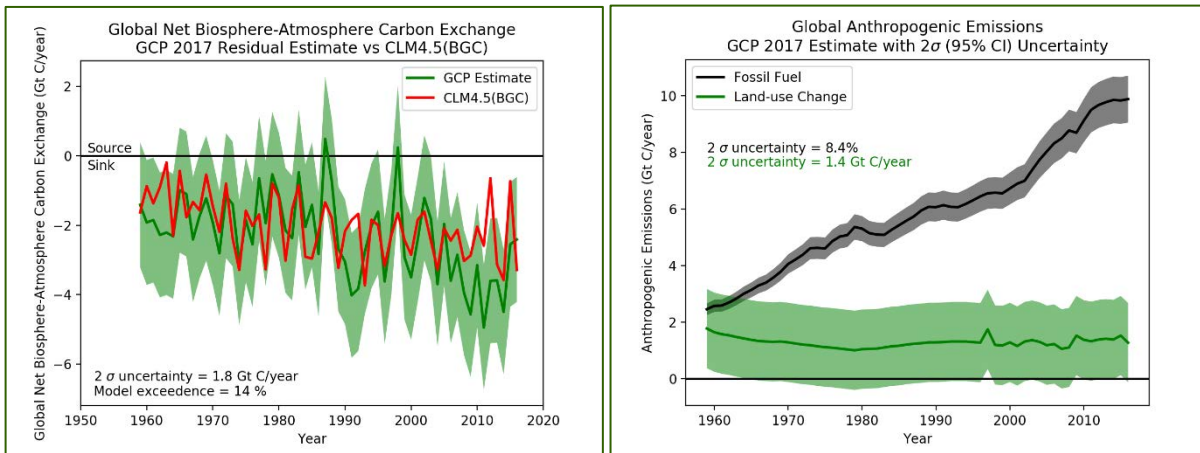 Global Net Biosphere-Atmosphere Carbon Exchange
GCP 2017 Residual Estimate vs CLM4.5(BGC)
Global Net Biosphere-Atmosphere Carbon Exchange (Gt C/year)
2
0
−2
−4
−6
GCP Estimate
CLM4.5(BGC)
Source
Sink
2 σ uncertainty = 1.8 Gt C/year
Model exceedence = 14 %
1950 1960 1970 1980 1990 2000 2010 2020
Year
Global Anthropogenic Emissions
GCP 2017 Estimate with 2σ (95% CI) Uncertainty
Anthropogenic Emissions (Gt C/year)
10
8
6
4
2
0
Fossil Fuel
Land-use Change
2 σ uncertainty = 8.4%
2 σ uncertainty = 1.4 Gt C/year
1960 1970 1980 1990 2000 2010
Year